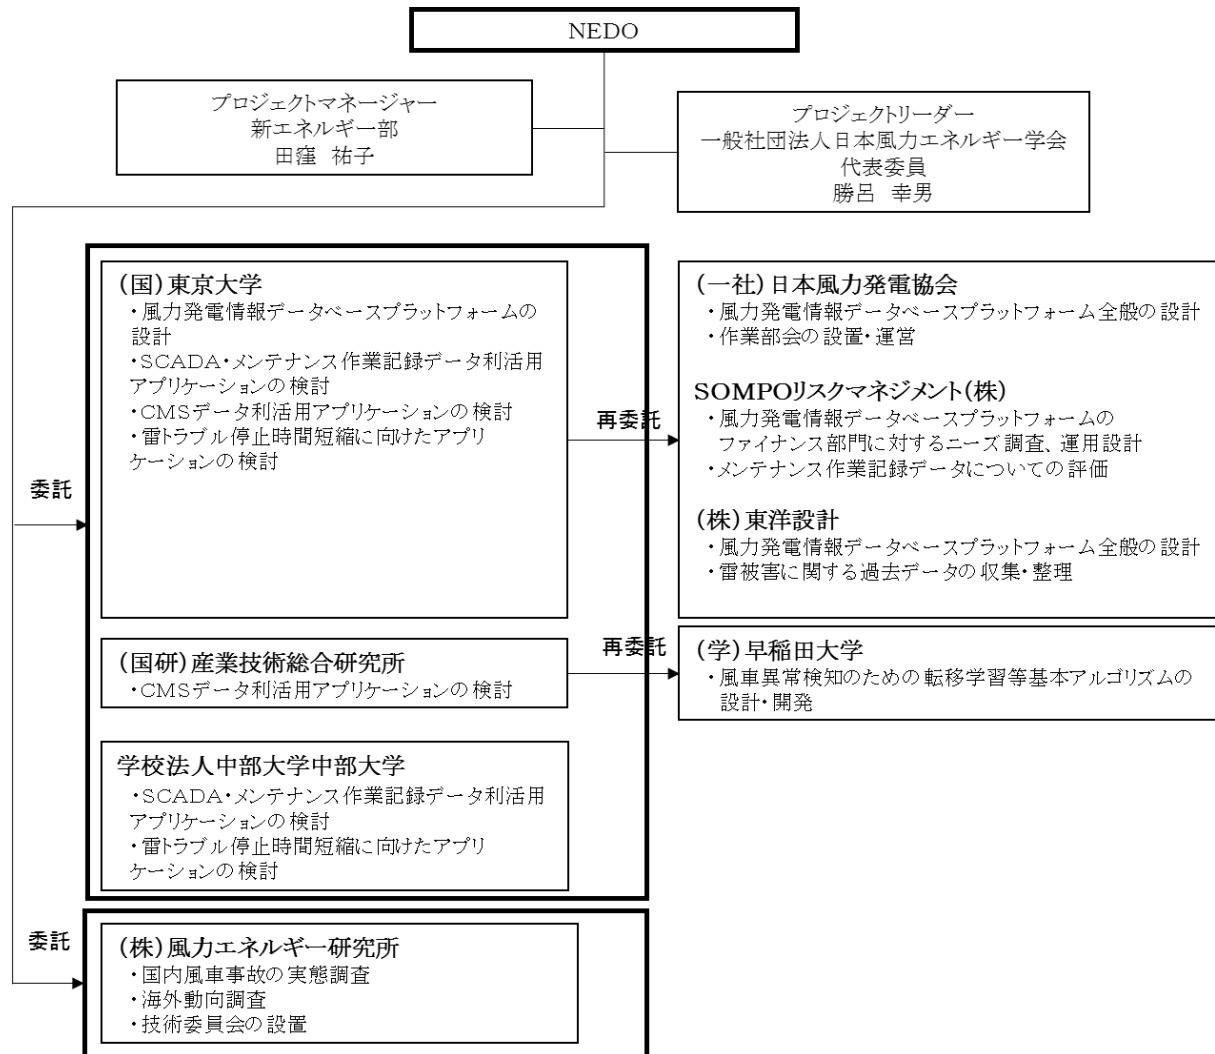 NEDO
プロジェクトマネージャー
新エネルギー部
田窪 祐子
プロジェクトリーダー
一般社団法人日本風力エネルギー学会
代表委員
勝呂 幸男
委託
(国)東京大学
・風力発電情報データベースプラットフォームの
設計
・SCADA・メンテナンス作業記録データ利活用
アプリケーションの検討
・CMSデータ利活用アプリケーションの検討
・雷トラブル停止時間短縮に向けたアプリ
ケーションの検討
再委託
(一社)日本風力発電協会
・風力発電情報データベースプラットフォーム全般の設計
・作業部会の設置・運営
SOMPOリスクマネジメント(株)
・風力発電情報データベースプラットフォームの
ファイナンス部門に対するニーズ調査、運用設計
・メンテナンス作業記録データについての評価
(株)東洋設計
・風力発電情報データベースプラットフォーム全般の設計
・雷被害に関する過去データの収集・整理
(国研)産業技術総合研究所
・CMSデータ利活用アプリケーションの検討
再委託
(学)早稲田大学
・風車異常検知のための転移学習等基本アルゴリズムの
設計・開発
学校法人中部大学中部大学
・SCADA・メンテナンス作業記録データ利活用
アプリケーションの検討
・雷トラブル停止時間短縮に向けたアプリ
ケーションの検討
委託
(株)風力エネルギー研究所
・国内風車事故の実態調査
・海外動向調査
・技術委員会の設置